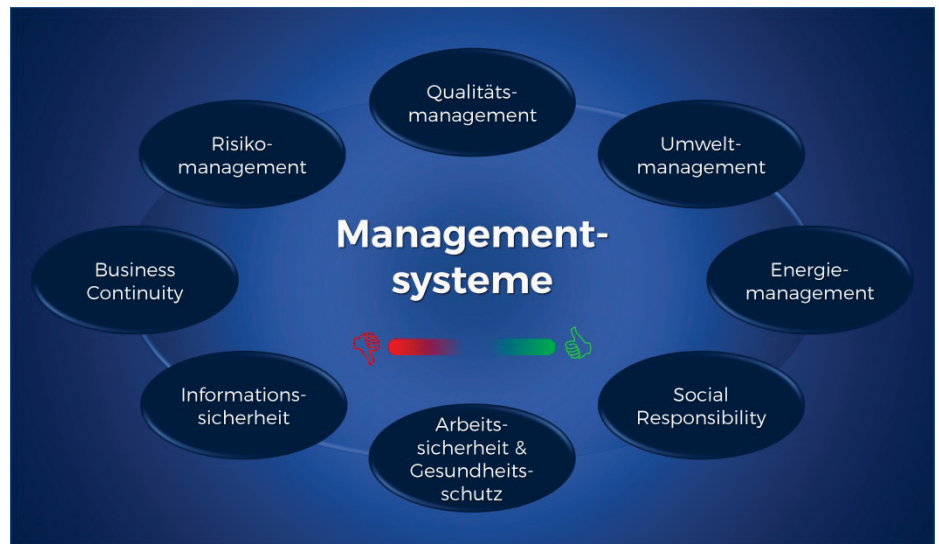 Qualitäts-
management
Umwelt-
management
Energie-
management
Social
Responsibility
Arbeits-
sicherheit &
Gesundheits-
schutz
Informations-
sicherheit
Business
Continuity
Risiko-
management
Management-
systeme